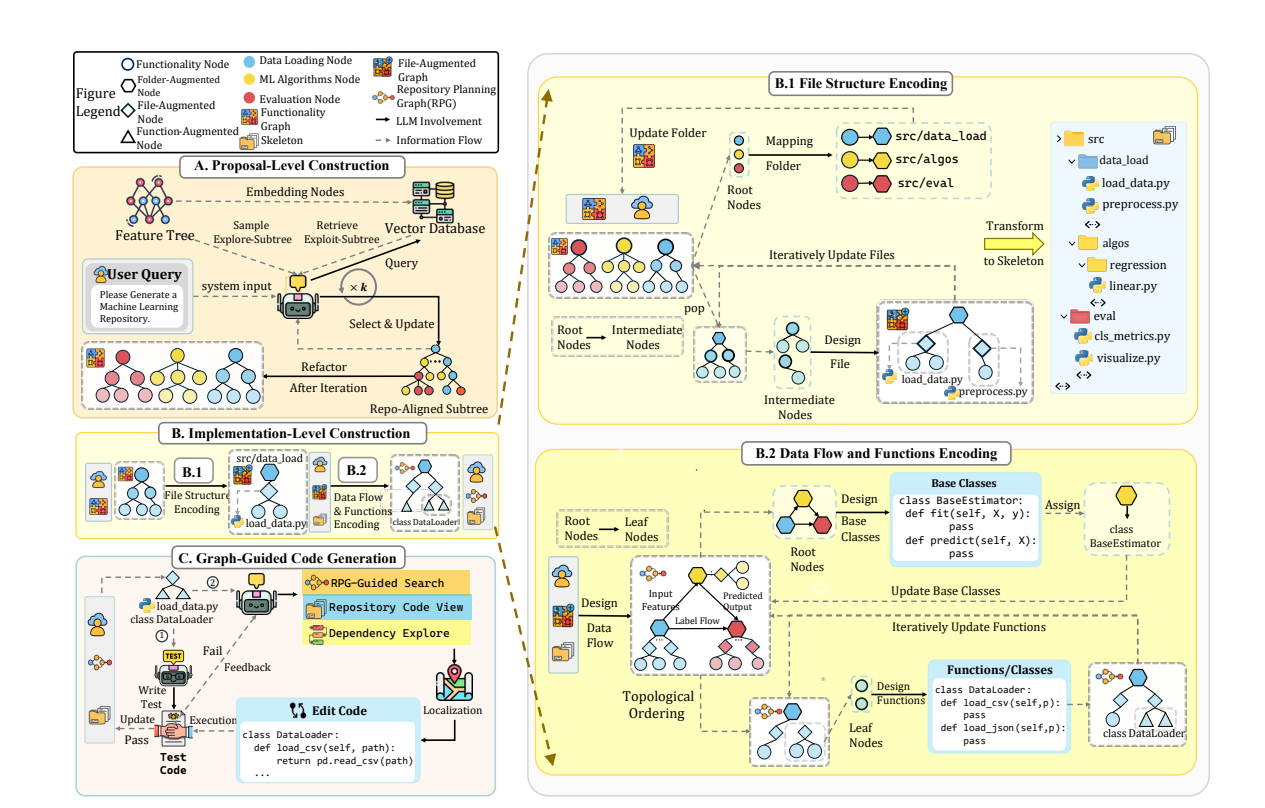 Figure
Legend
Functionality Node
Folder-Augmented
Node
File-Augmented
Node
Function-Augmented
Node
Data Loading Node
ML Algorithms Node
Evaluation Node
Functionality
Graph
Skeleton
File-Augmented
Graph
Repository Planning
Graph(RPG)
LLM Involvement
Information Flow
A. Proposal-Level Construction
Feature Tree
Embedding Nodes
Vector Database
Sample
Explore-Subtree
Retrieve
Exploit-Subtree
User Query
Please Generate a
Machine Learning
Repository.
system input
Query
× k
Select & Update
Refactor
After Iteration
Repo-Aligned Subtree
B. Implementation-Level Construction
B.1
File Structure
Encoding
src/data_load
load_data.py
B.2
Data Flow
& Functions
Encoding
class DataLoader
C. Graph-Guided Code Generation
load_data.py
class DataLoader
1
2
TEST
Write
Test
Fail
Feedback
Update
Pass
Execution
Test
Code
RPG-Guided Search
Repository Code View
Dependency Explore
Localization
Edit Code
class DataLoader:
def load_csv(self, path):
return pd.read_csv(path)
...
B.1 File Structure Encoding
Update Folder
Root
Nodes
Mapping
Folder
src/data_load
src/algos
src/eval
Iteratively Update Files
pop
Root
Nodes
Intermediate
Nodes
Intermediate
Nodes
Design
File
load_data.py
preprocess.py
Transform
to Skeleton
src
data_load
load_data.py
preprocess.py
algos
regression
linear.py
eval
cls_metrics.py
visualize.py
B.2 Data Flow and Functions Encoding
Root
Nodes
Leaf
Nodes
Design
Data
Flow
Input
Features
Predicted
Output
Label Flow
Topological
Ordering
Root
Nodes
Design
Base
Classes
Base Classes
class BaseEstimator:
def fit(self, X, y):
pass
def predict(self, X):
pass
Assign
class
BaseEstimator
Update Base Classes
Iteratively Update Functions
Leaf
Nodes
Design
Functions
Functions/Classes
class DataLoader:
def load_csv(self,p):
pass
def load_json(self,p):
pass
class DataLoader